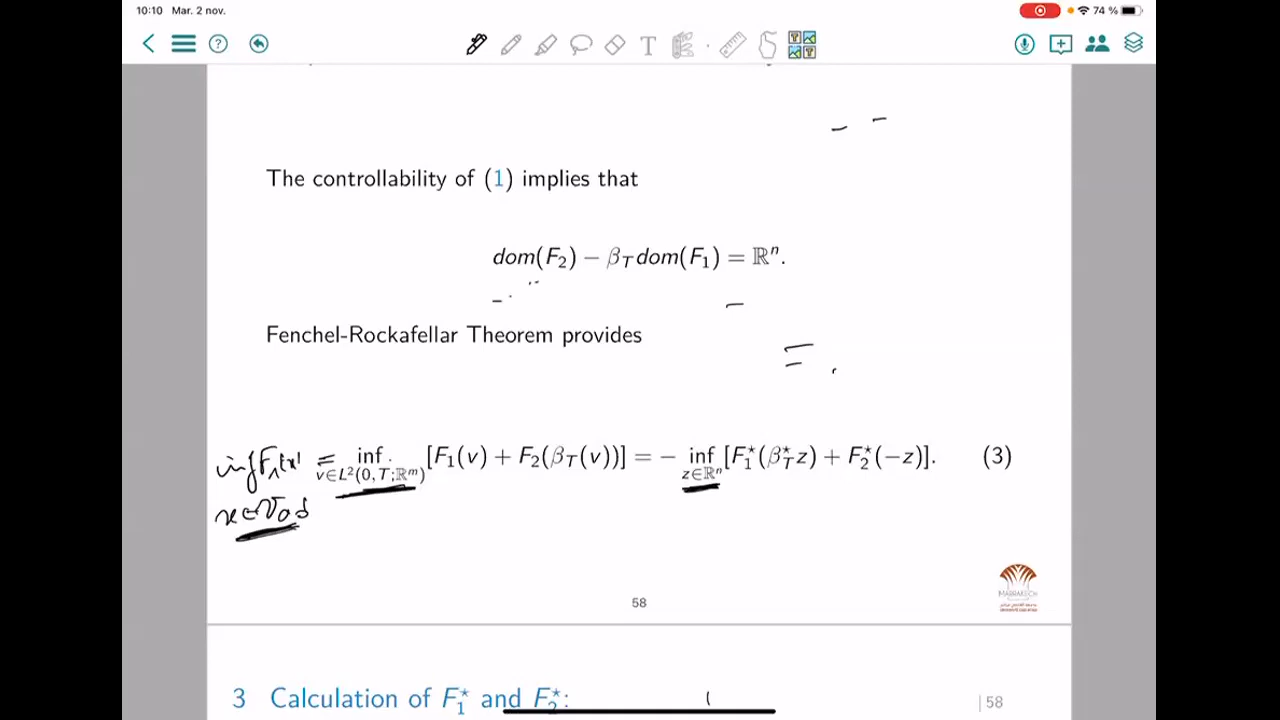 10:10 Mar. 2 nov.
74 %
The controllability of (1) implies that
dom(F₂) − β_T dom(F₁) = ℝⁿ.
Fenchel-Rockafellar Theorem provides
inf F₁(x) = inf_{v∈L²(0,T;ℝᵐ)} [F₁(v) + F₂(β_T(v))] = − inf_{z∈ℝⁿ} [F₁*(β_T* z) + F₂*(−z)]. (3)
58
3 Calculation of F₁* and F₂*:
58